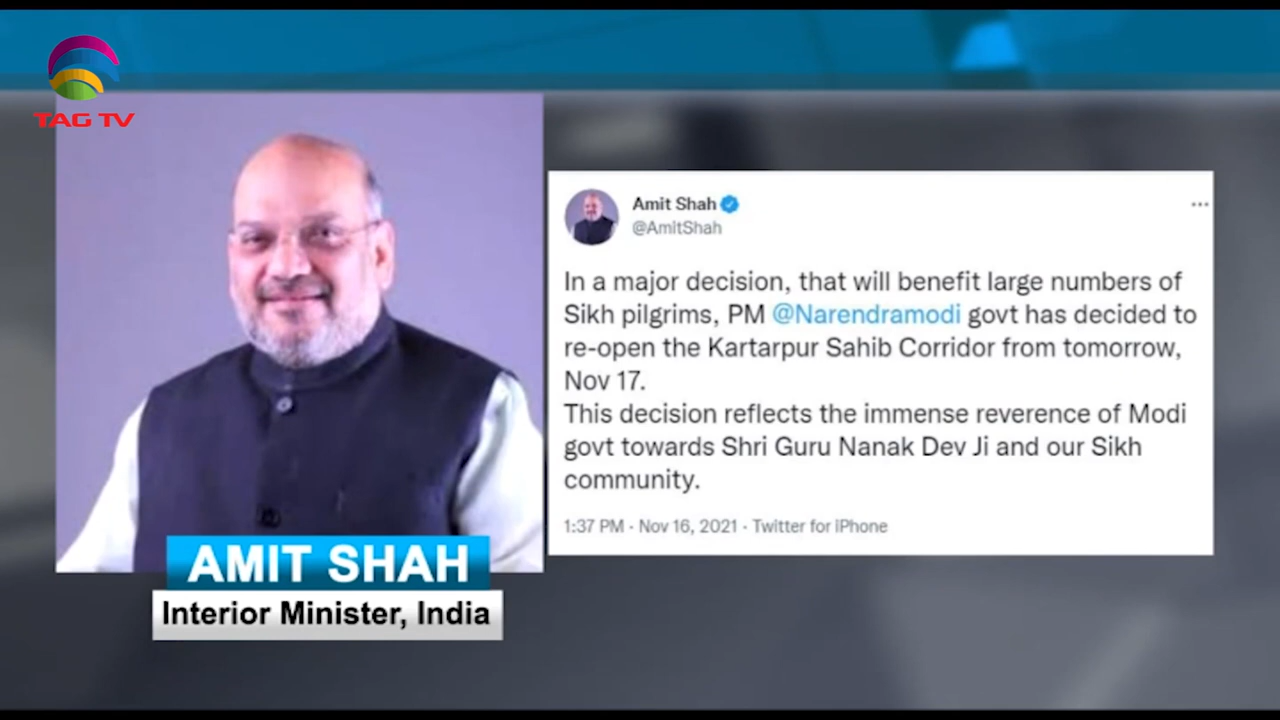 TAG TV
Amit Shah
@AmitShah
In a major decision, that will benefit large numbers of
Sikh pilgrims, PM @Narendramodi govt has decided to
re-open the Kartarpur Sahib Corridor from tomorrow,
Nov 17.
This decision reflects the immense reverence of Modi
govt towards Shri Guru Nanak Dev Ji and our Sikh
community.
1:37 PM · Nov 16, 2021 · Twitter for iPhone
AMIT SHAH
Interior Minister, India